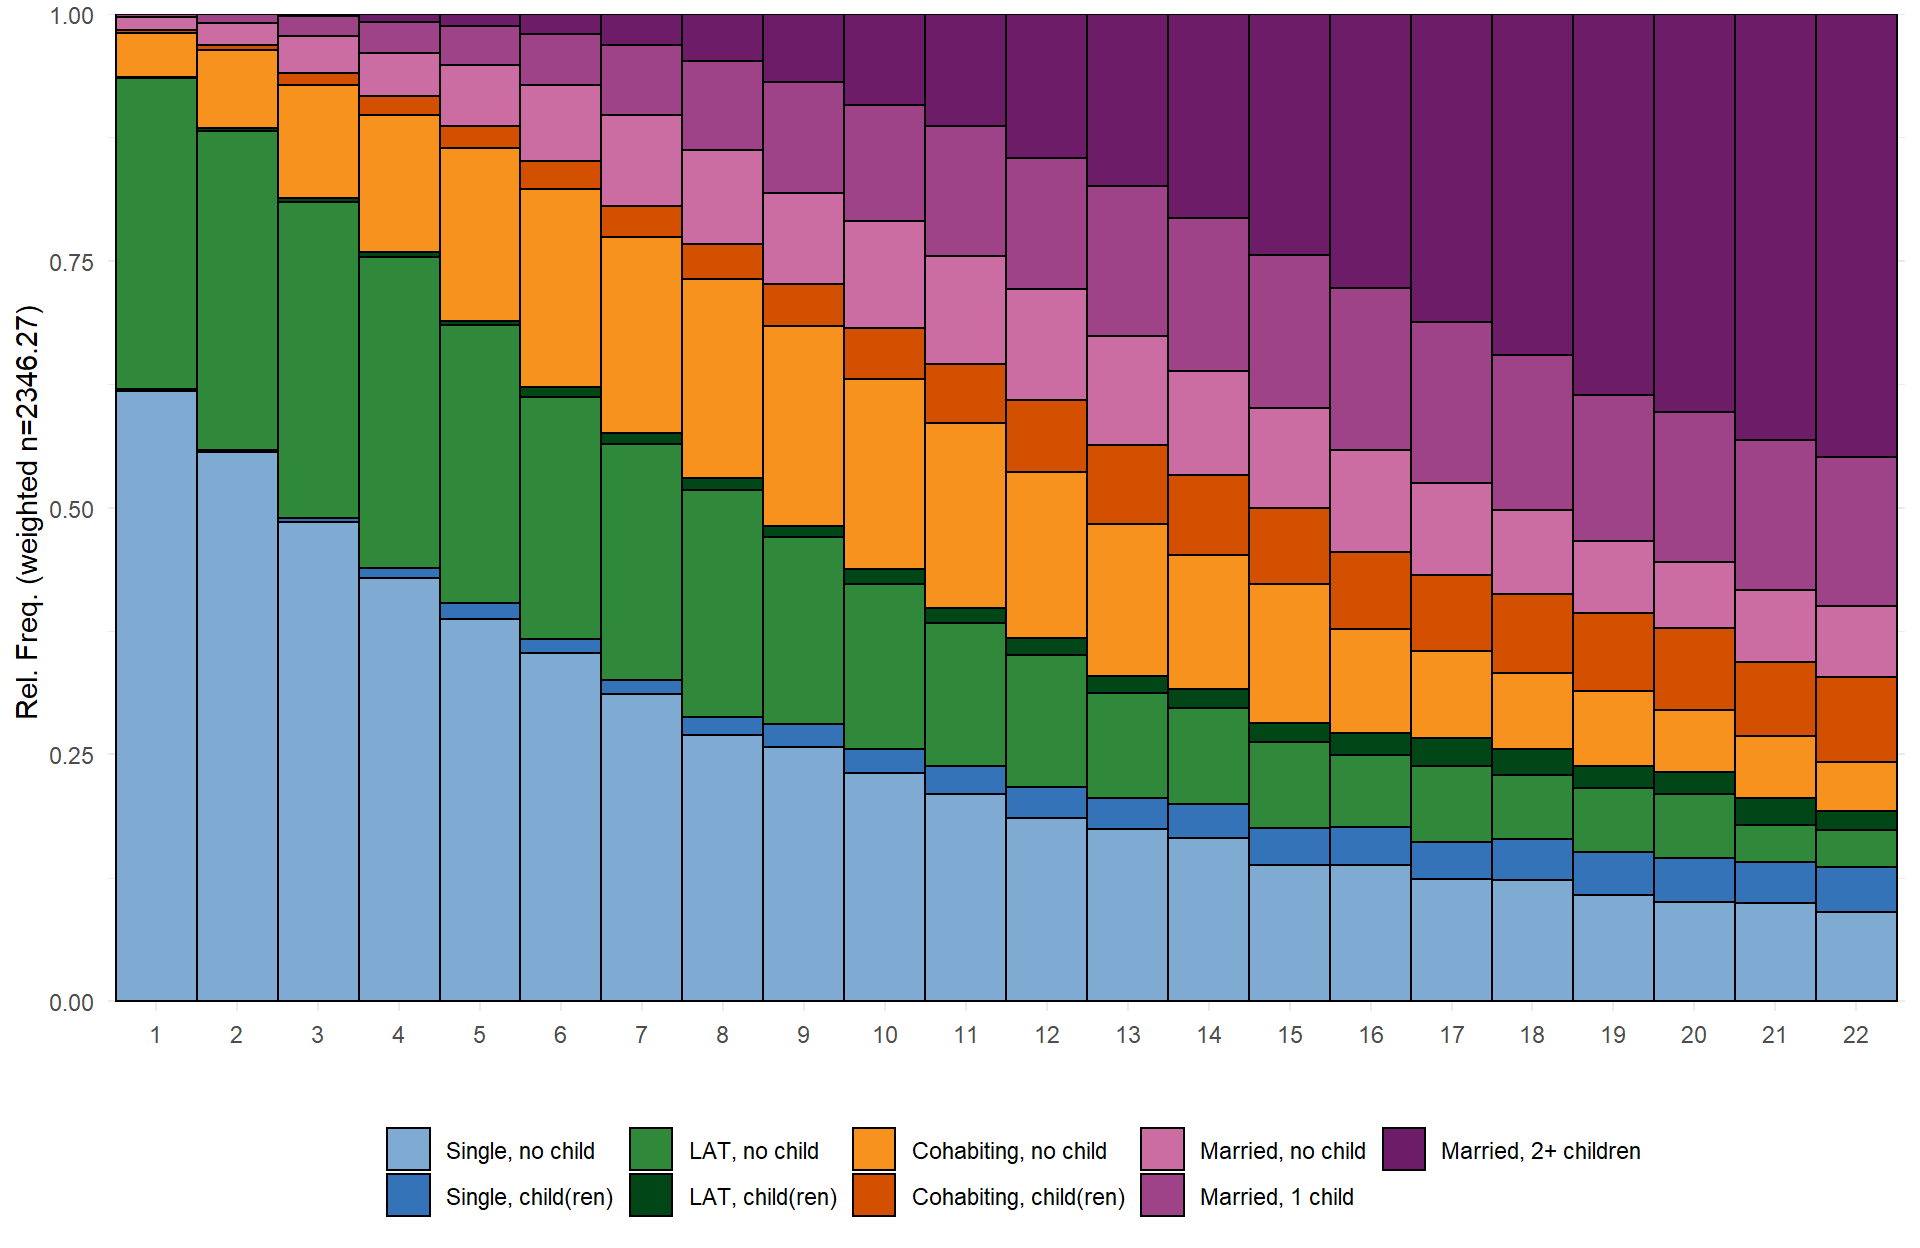 1.00
0.75
0.50
0.25
0.00
Rel. Freq. (weighted n=2346.27)
1 2 3 4 5 6 7 8 9 10 11 12 13 14 15 16 17 18 19 20 21 22
Single, no child LAT, no child Cohabiting, no child Married, no child Married, 2+ children
Single, child(ren) LAT, child(ren) Cohabiting, child(ren) Married, 1 child